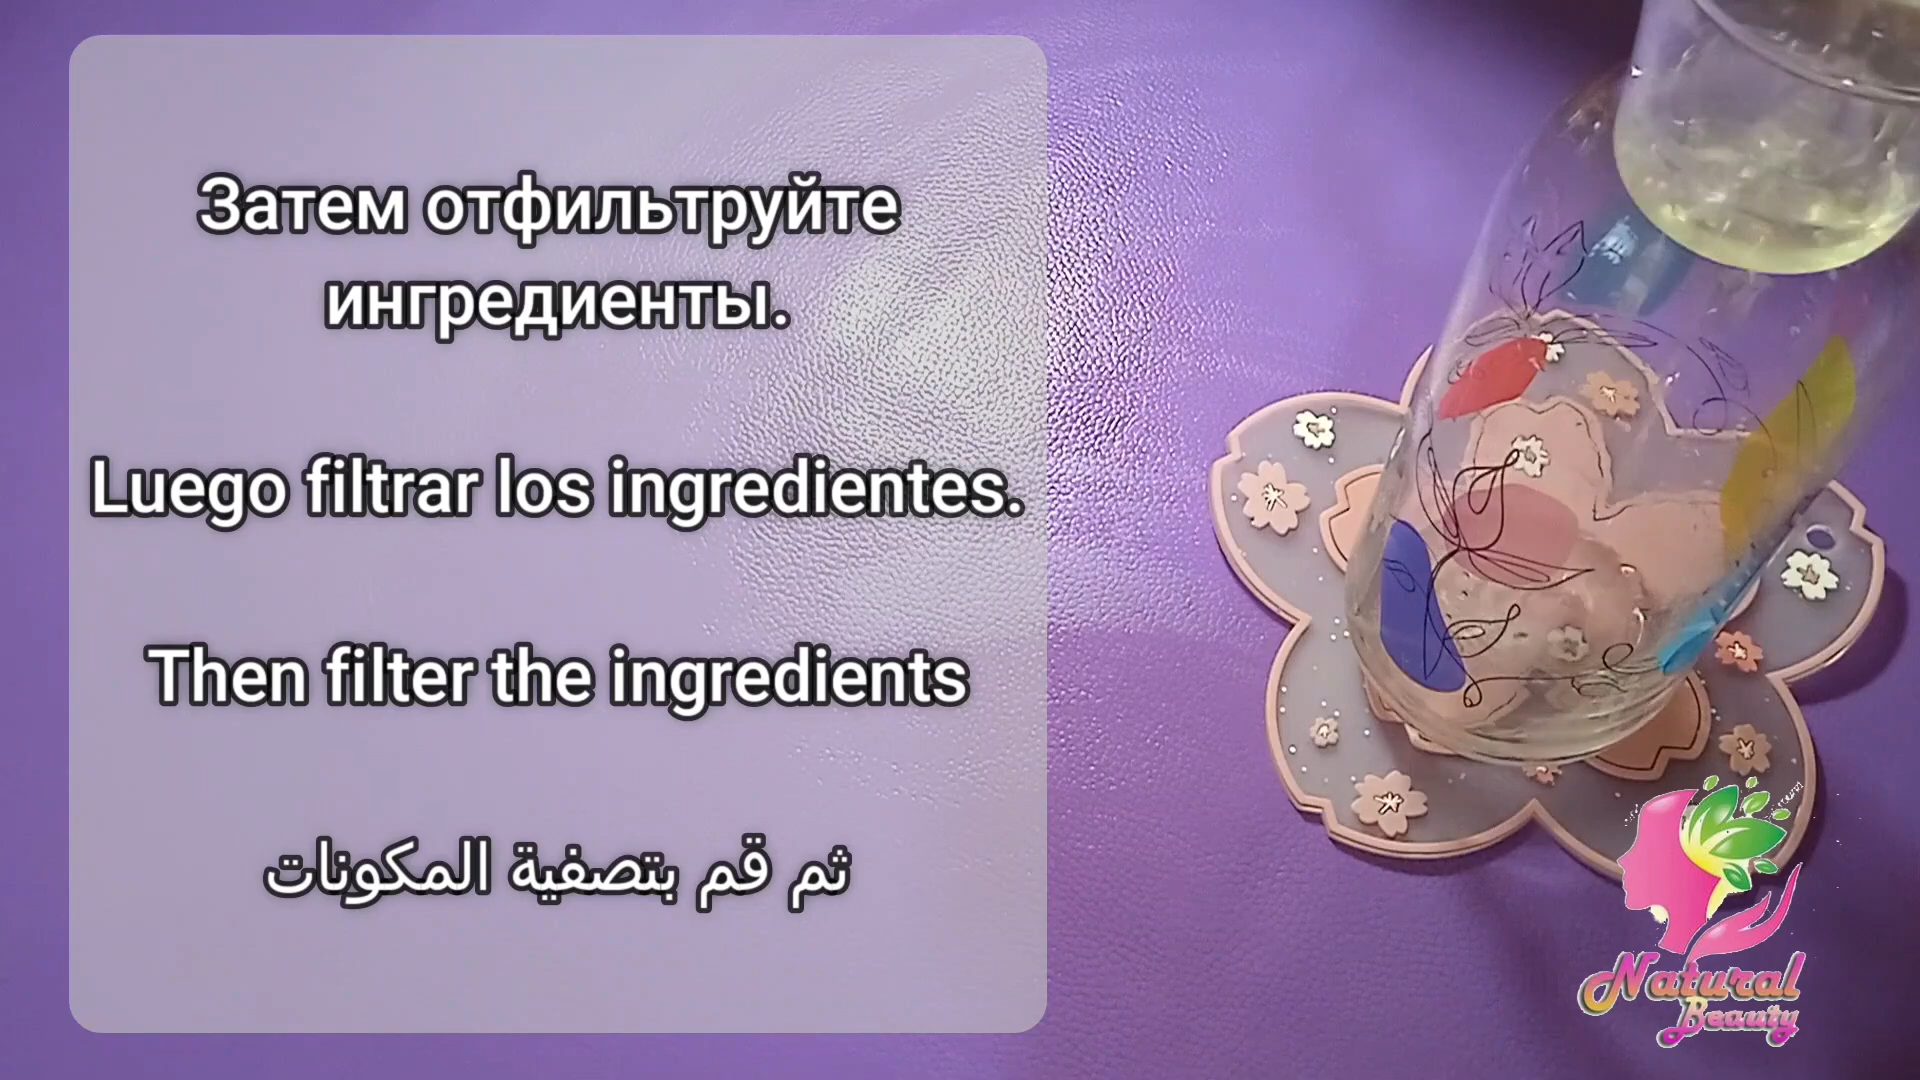 Затем отфильтруйте
ингредиенты.
Luego filtrar los ingredientes.
Then filter the ingredients
ثم قم بتصفية المكونات
Natural
Beauty